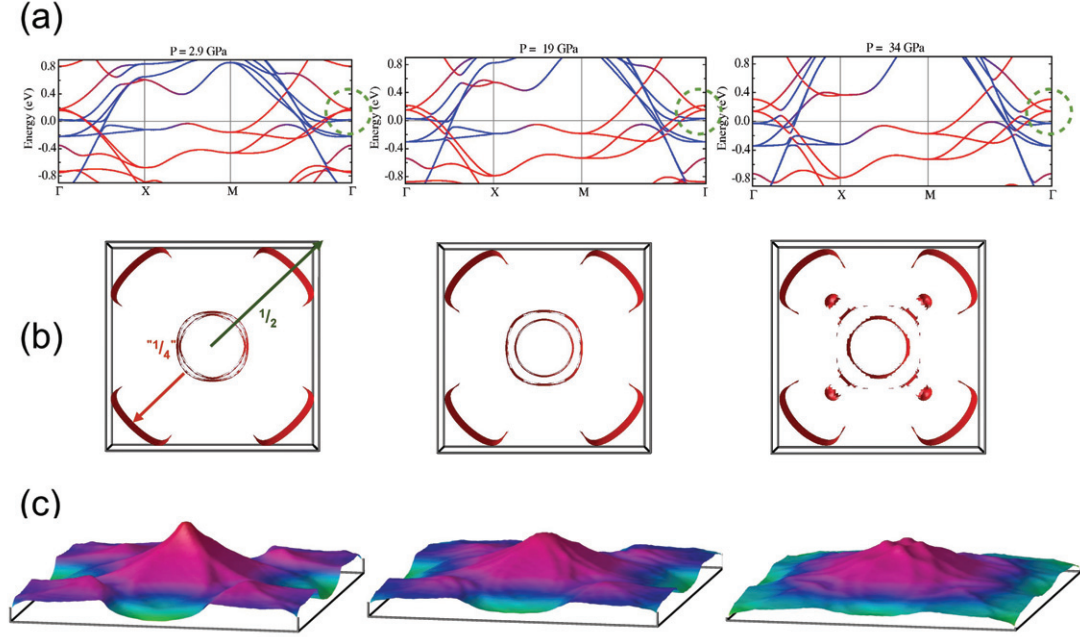 (a)
P = 2.9 GPa
P = 19 GPa
P = 34 GPa
Energy (eV)
0.8
0.4
0.0
-0.4
-0.8
Γ X M Γ
Energy (eV)
0.8
0.4
0.0
-0.4
-0.8
Γ X M Γ
Energy (eV)
0.8
0.4
0.0
-0.4
-0.8
Γ X M Γ
(b)
1/2
"1/4"
(c)